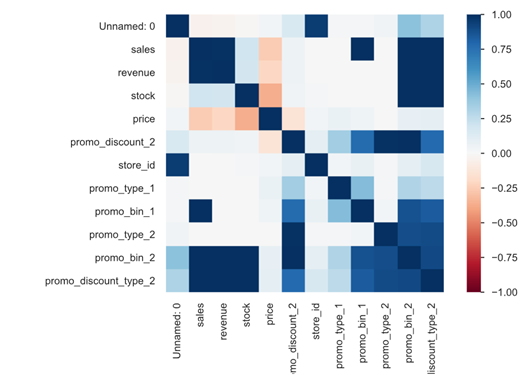 Unnamed: 0
sales
revenue
stock
price
promo_discount_2
store_id
promo_type_1
promo_bin_1
promo_type_2
promo_bin_2
promo_discount_type_2
Unnamed: 0
sales
revenue
stock
price
omo_discount_2
store_id
promo_type_1
promo_bin_1
promo_type_2
promo_bin_2
liscount_type_2
1.00
0.75
0.50
0.25
0.00
−0.25
−0.50
−0.75
−1.00